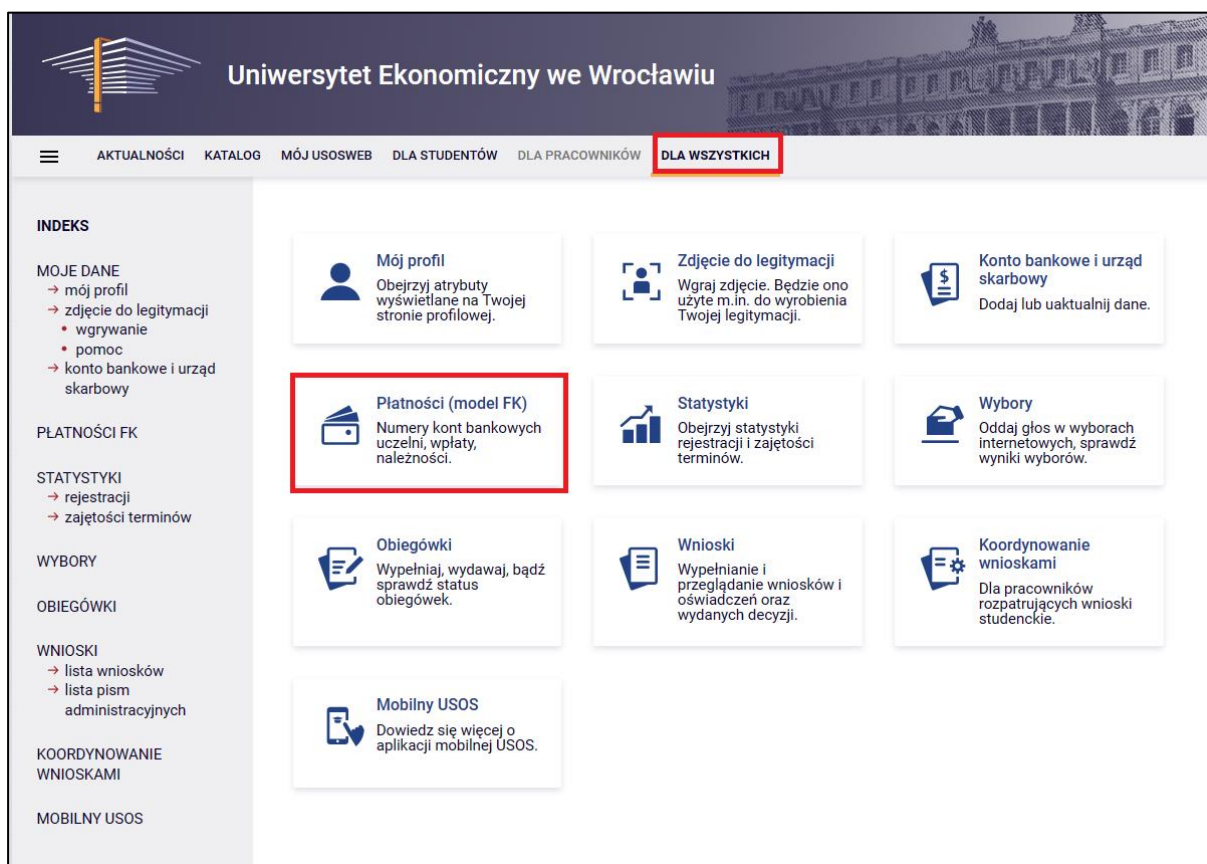 Uniwersytet Ekonomiczny we Wrocławiu
AKTUALNOŚCI KATALOG MÓJ USOSWEB DLA STUDENTÓW DLA PRACOWNIKÓW DLA WSZYSTKICH
INDEKS
MOJE DANE
→ mój profil
→ zdjęcie do legitymacji
• wgrywanie
• pomoc
→ konto bankowe i urząd
skarbowy
PŁATNOŚCI FK
STATYSTYKI
→ rejestracji
→ zajętości terminów
WYBORY
OBIEGÓWKI
WNIOSKI
→ lista wniosków
→ lista pism
administracyjnych
KOORDYNOWANIE
WNIOSKAMI
MOBILNY USOS
Mój profil
Obejrzyj atrybuty
wyświetlane na Twojej
stronie profilowej.
Zdjęcie do legitymacji
Wgraj zdjęcie. Będzie ono
użyte m.in. do wyrobienia
Twojej legitymacji.
Konto bankowe i urząd
skarbowy
Dodaj lub uaktualnij dane.
Płatności (model FK)
Numery kont bankowych
uczelni, wpłaty,
należności.
Statystyki
Obejrzyj statystyki
rejestracji i zajętości
terminów.
Wybory
Oddaj głos w wyborach
internetowych, sprawdź
wyniki wyborów.
Obiegówki
Wypełniaj, wydawaj, bądź
sprawdź status
obiegówek.
Wnioski
Wypełnianie i
przeglądanie wniosków i
oświadczeń oraz
wydanych decyzji.
Koordynowanie
wnioskami
Dla pracowników
rozpatrujących wnioski
studenckie.
Mobilny USOS
Dowiedz się więcej o
aplikacji mobilnej USOS.